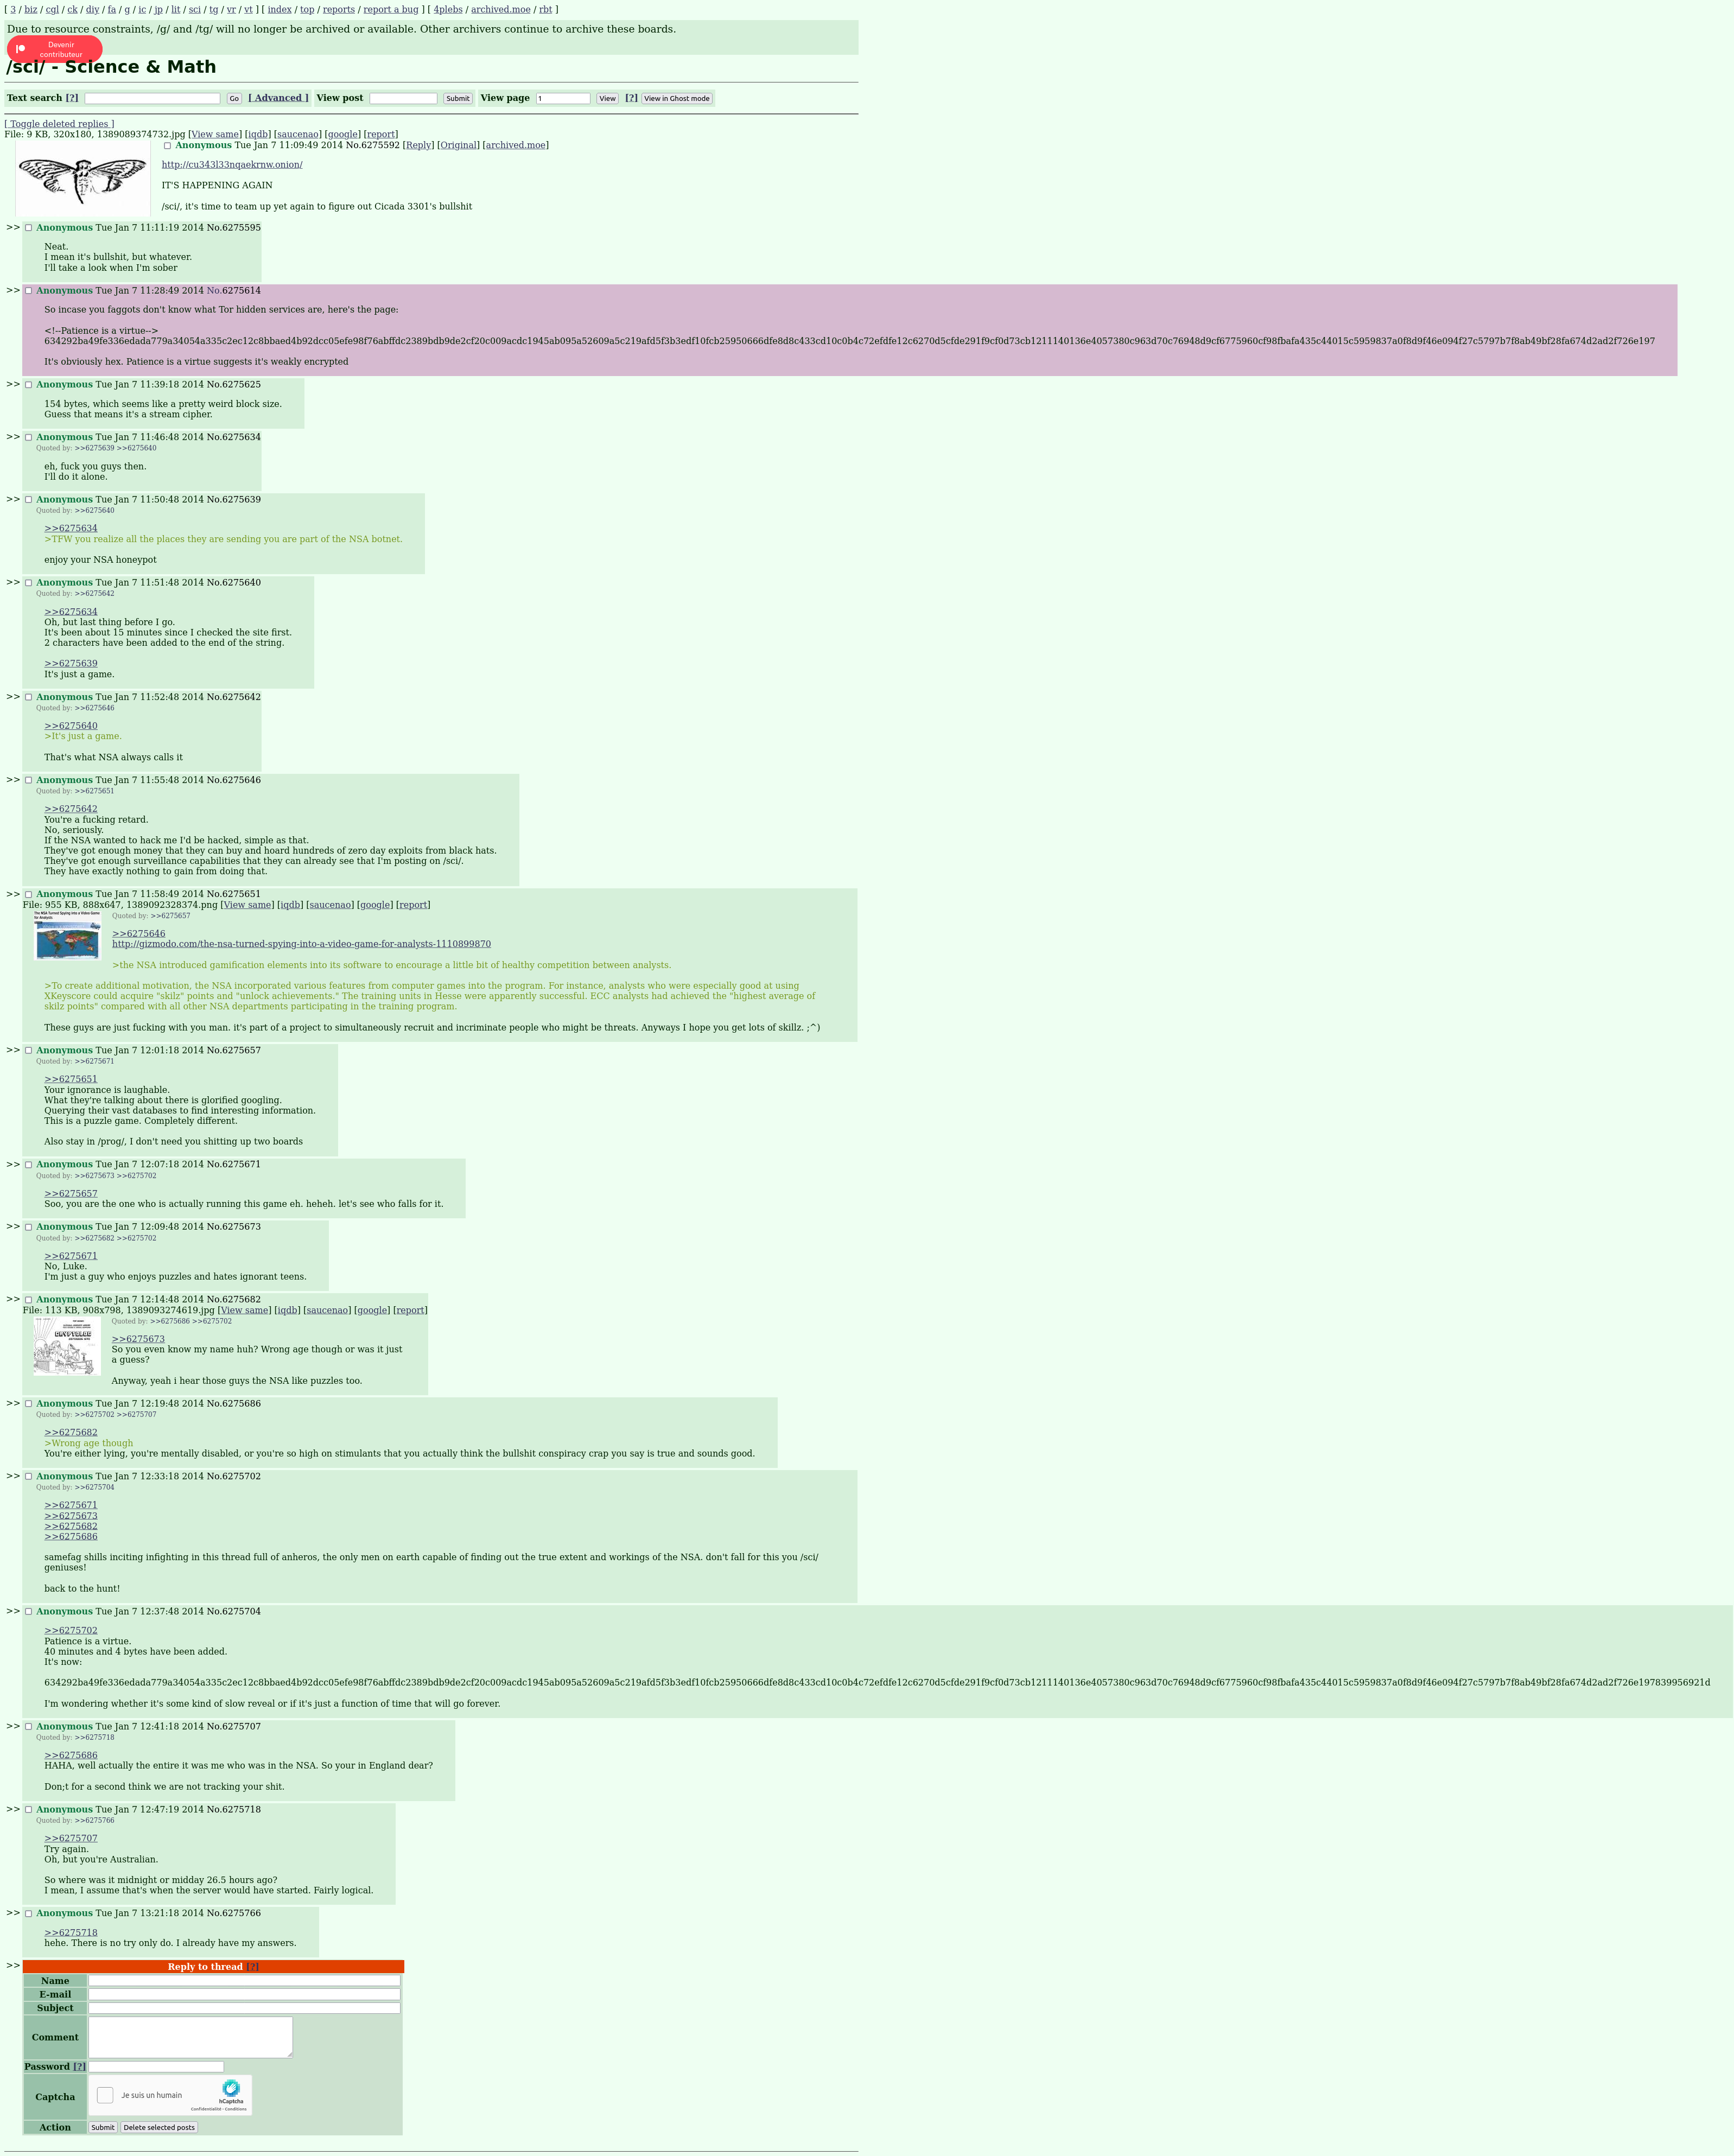 [ 3 / biz / cgl / ck / diy / fa / g / ic / jp / lit / sci / tg / vr / vt ] [ index / top / reports / report a bug ] [ 4plebs / archived.moe / rbt ]
Due to resource constraints, /g/ and /tg/ will no longer be archived or available. Other archivers continue to archive these boards.
Devenir
contributeur
/sci/ - Science & Math
Text search [?] Go [ Advanced ] View post Submit View page 1 View [?] View in Ghost mode
[ Toggle deleted replies ]
File: 9 KB, 320x180, 1389089374732.jpg [View same] [iqdb] [saucenao] [google] [report]
Anonymous Tue Jan 7 11:09:49 2014 No.6275592 [Reply] [Original] [archived.moe]
http://cu343l33nqaekrnw.onion/
IT'S HAPPENING AGAIN
/sci/, it's time to team up yet again to figure out Cicada 3301's bullshit
>> Anonymous Tue Jan 7 11:11:19 2014 No.6275595
Neat.
I mean it's bullshit, but whatever.
I'll take a look when I'm sober
>> Anonymous Tue Jan 7 11:28:49 2014 No.6275614
So incase you faggots don't know what Tor hidden services are, here's the page:
<!--Patience is a virtue-->
634292ba49fe336edada779a34054a335c2ec12c8bbaed4b92dcc05efe98f76abffdc2389bdb9de2cf20c009acdc1945ab095a52609a5c219afd5f3b3edf10fcb25950666dfe8d8c433cd10c0b4c72efdfe12c6270d5cfde291f9cf0d73cb1211140136e4057380c963d70c76948d9cf6775960cf98fbafa435c44015c5959837a0f8d9f46e094f27c5797b7f8ab49bf28fa674d2ad2f726e197
It's obviously hex. Patience is a virtue suggests it's weakly encrypted
>> Anonymous Tue Jan 7 11:39:18 2014 No.6275625
154 bytes, which seems like a pretty weird block size.
Guess that means it's a stream cipher.
>> Anonymous Tue Jan 7 11:46:48 2014 No.6275634
Quoted by: >>6275639 >>6275640
eh, fuck you guys then.
I'll do it alone.
>> Anonymous Tue Jan 7 11:50:48 2014 No.6275639
Quoted by: >>6275640
>>6275634
>TFW you realize all the places they are sending you are part of the NSA botnet.
enjoy your NSA honeypot
>> Anonymous Tue Jan 7 11:51:48 2014 No.6275640
Quoted by: >>6275642
>>6275634
Oh, but last thing before I go.
It's been about 15 minutes since I checked the site first.
2 characters have been added to the end of the string.
>>6275639
It's just a game.
>> Anonymous Tue Jan 7 11:52:48 2014 No.6275642
Quoted by: >>6275646
>>6275640
>It's just a game.
That's what NSA always calls it
>> Anonymous Tue Jan 7 11:55:48 2014 No.6275646
Quoted by: >>6275651
>>6275642
You're a fucking retard.
No, seriously.
If the NSA wanted to hack me I'd be hacked, simple as that.
They've got enough money that they can buy and hoard hundreds of zero day exploits from black hats.
They've got enough surveillance capabilities that they can already see that I'm posting on /sci/.
They have exactly nothing to gain from doing that.
>> Anonymous Tue Jan 7 11:58:49 2014 No.6275651
File: 955 KB, 888x647, 1389092328374.png [View same] [iqdb] [saucenao] [google] [report]
The NSA Turned Spying Into a Video Game
for Analysts
Quoted by: >>6275657
>>6275646
http://gizmodo.com/the-nsa-turned-spying-into-a-video-game-for-analysts-1110899870
>the NSA introduced gamification elements into its software to encourage a little bit of healthy competition between analysts.
>To create additional motivation, the NSA incorporated various features from computer games into the program. For instance, analysts who were especially good at using
XKeyscore could acquire "skilz" points and "unlock achievements." The training units in Hesse were apparently successful. ECC analysts had achieved the "highest average of
skilz points" compared with all other NSA departments participating in the training program.
These guys are just fucking with you man. it's part of a project to simultaneously recruit and incriminate people who might be threats. Anyways I hope you get lots of skillz. ;^)
>> Anonymous Tue Jan 7 12:01:18 2014 No.6275657
Quoted by: >>6275671
>>6275651
Your ignorance is laughable.
What they're talking about there is glorified googling.
Querying their vast databases to find interesting information.
This is a puzzle game. Completely different.
Also stay in /prog/, I don't need you shitting up two boards
>> Anonymous Tue Jan 7 12:07:18 2014 No.6275671
Quoted by: >>6275673 >>6275702
>>6275657
Soo, you are the one who is actually running this game eh. heheh. let's see who falls for it.
>> Anonymous Tue Jan 7 12:09:48 2014 No.6275673
Quoted by: >>6275682 >>6275702
>>6275671
No, Luke.
I'm just a guy who enjoys puzzles and hates ignorant teens.
>> Anonymous Tue Jan 7 12:14:48 2014 No.6275682
File: 113 KB, 908x798, 1389093274619.jpg [View same] [iqdb] [saucenao] [google] [report]
CRYPTOLOG
Quoted by: >>6275686 >>6275702
>>6275673
So you even know my name huh? Wrong age though or was it just
a guess?
Anyway, yeah i hear those guys the NSA like puzzles too.
>> Anonymous Tue Jan 7 12:19:48 2014 No.6275686
Quoted by: >>6275702 >>6275707
>>6275682
>Wrong age though
You're either lying, you're mentally disabled, or you're so high on stimulants that you actually think the bullshit conspiracy crap you say is true and sounds good.
>> Anonymous Tue Jan 7 12:33:18 2014 No.6275702
Quoted by: >>6275704
>>6275671
>>6275673
>>6275682
>>6275686
samefag shills inciting infighting in this thread full of anheros, the only men on earth capable of finding out the true extent and workings of the NSA. don't fall for this you /sci/
geniuses!
back to the hunt!
>> Anonymous Tue Jan 7 12:37:48 2014 No.6275704
>>6275702
Patience is a virtue.
40 minutes and 4 bytes have been added.
It's now:
634292ba49fe336edada779a34054a335c2ec12c8bbaed4b92dcc05efe98f76abffdc2389bdb9de2cf20c009acdc1945ab095a52609a5c219afd5f3b3edf10fcb25950666dfe8d8c433cd10c0b4c72efdfe12c6270d5cfde291f9cf0d73cb1211140136e4057380c963d70c76948d9cf6775960cf98fbafa435c44015c5959837a0f8d9f46e094f27c5797b7f8ab49bf28fa674d2ad2f726e197839956921d
I'm wondering whether it's some kind of slow reveal or if it's just a function of time that will go forever.
>> Anonymous Tue Jan 7 12:41:18 2014 No.6275707
Quoted by: >>6275718
>>6275686
HAHA, well actually the entire it was me who was in the NSA. So your in England dear?
Don;t for a second think we are not tracking your shit.
>> Anonymous Tue Jan 7 12:47:19 2014 No.6275718
Quoted by: >>6275766
>>6275707
Try again.
Oh, but you're Australian.
So where was it midnight or midday 26.5 hours ago?
I mean, I assume that's when the server would have started. Fairly logical.
>> Anonymous Tue Jan 7 13:21:18 2014 No.6275766
>>6275718
hehe. There is no try only do. I already have my answers.
>> Reply to thread [?]
Name
E-mail
Subject
Comment
Password [?]
Captcha
Je suis un humain
hCaptcha
Confidentialité - Conditions
Action Submit Delete selected posts